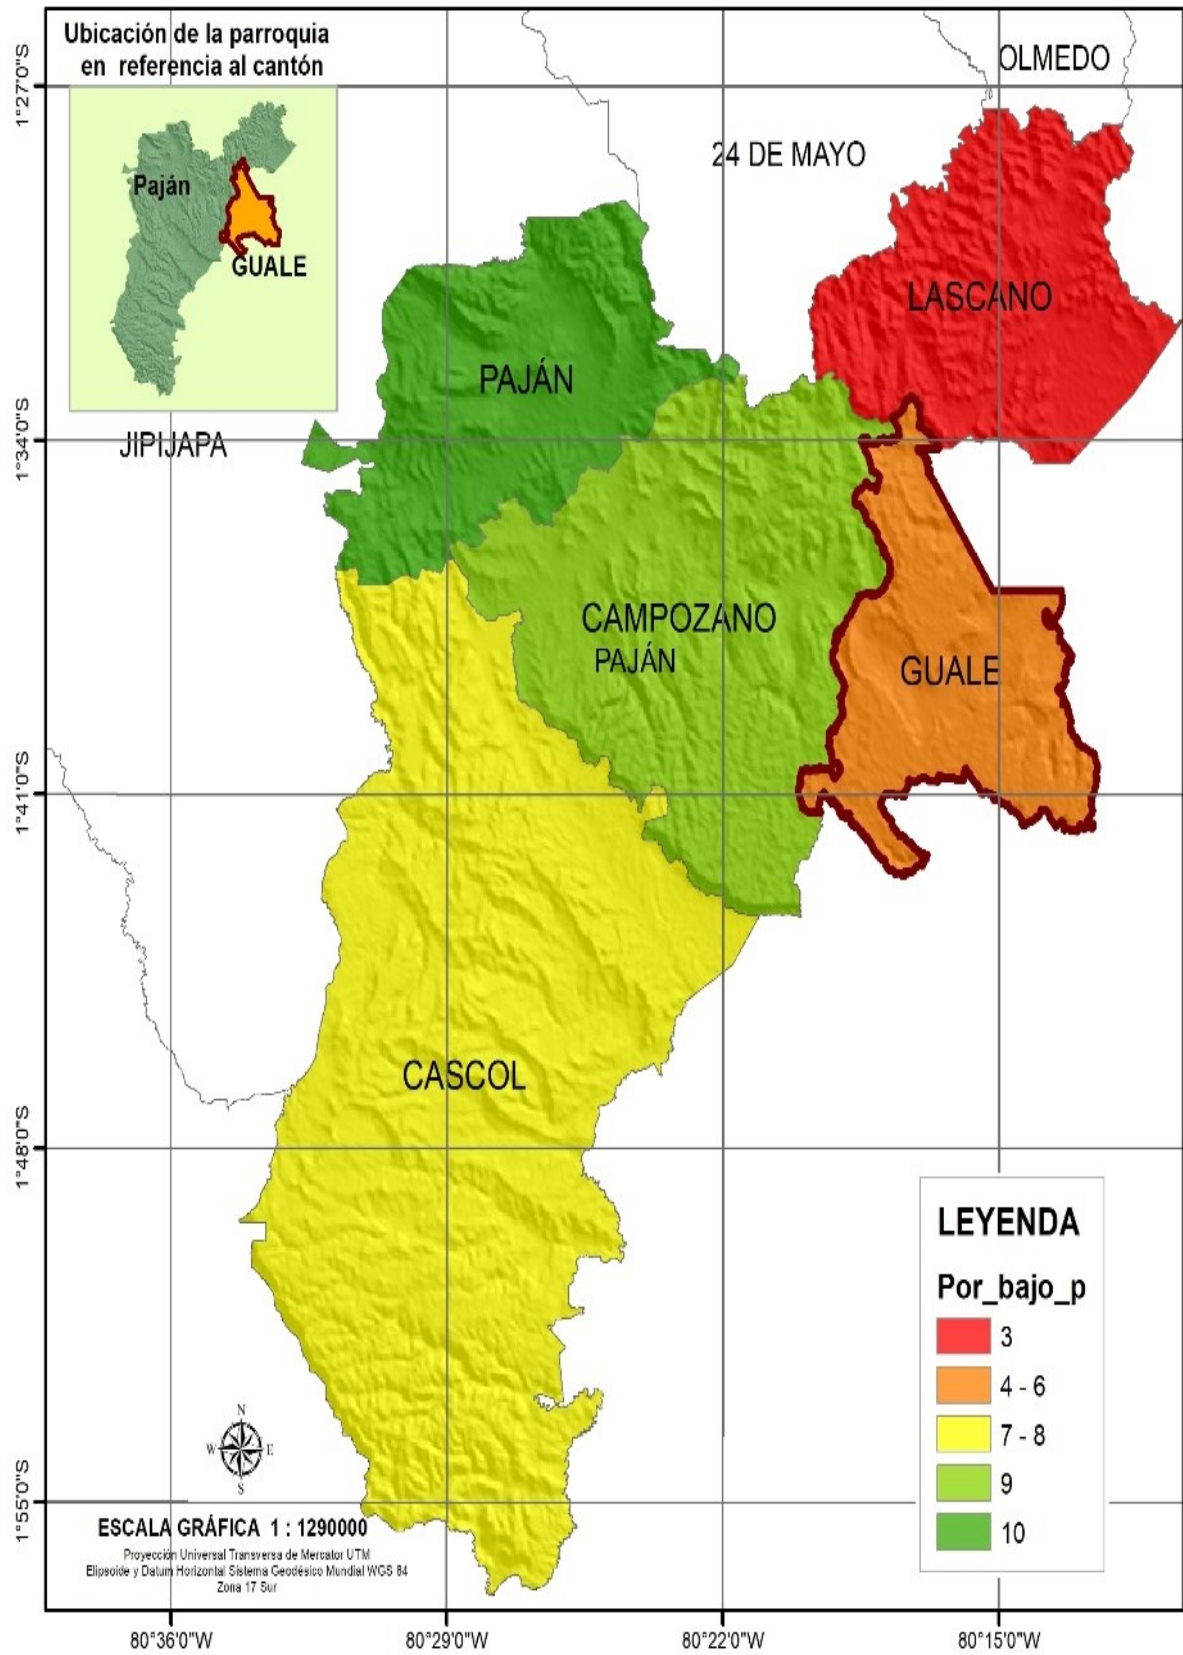 Ubicación de la parroquia
en referencia al cantón
Paján
GUALE
OLMEDO
24 DE MAYO
LASCANO
PAJÁN
JIPIJAPA
CAMPOZANO
PAJÁN
GUALE
CASCOL
LEYENDA
Por_bajo_p
3
4 - 6
7 - 8
9
10
N
W E
S
ESCALA GRÁFICA 1 : 1290000
Proyección Universal Transversa de Mercator UTM
Elipsoide y Datum Horizontal Sistema Geodésico Mundial WGS 84
Zona 17 Sur
1°27'0"S
1°34'0"S
1°41'0"S
1°48'0"S
1°55'0"S
80°36'0"W
80°29'0"W
80°22'0"W
80°15'0"W